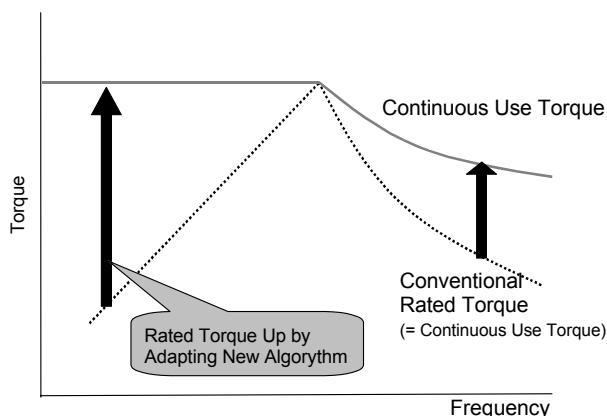 Torque
Continuous Use Torque
Conventional
Rated Torque
(= Continuous Use Torque)
Rated Torque Up by
Adapting New Algorythm
Frequency